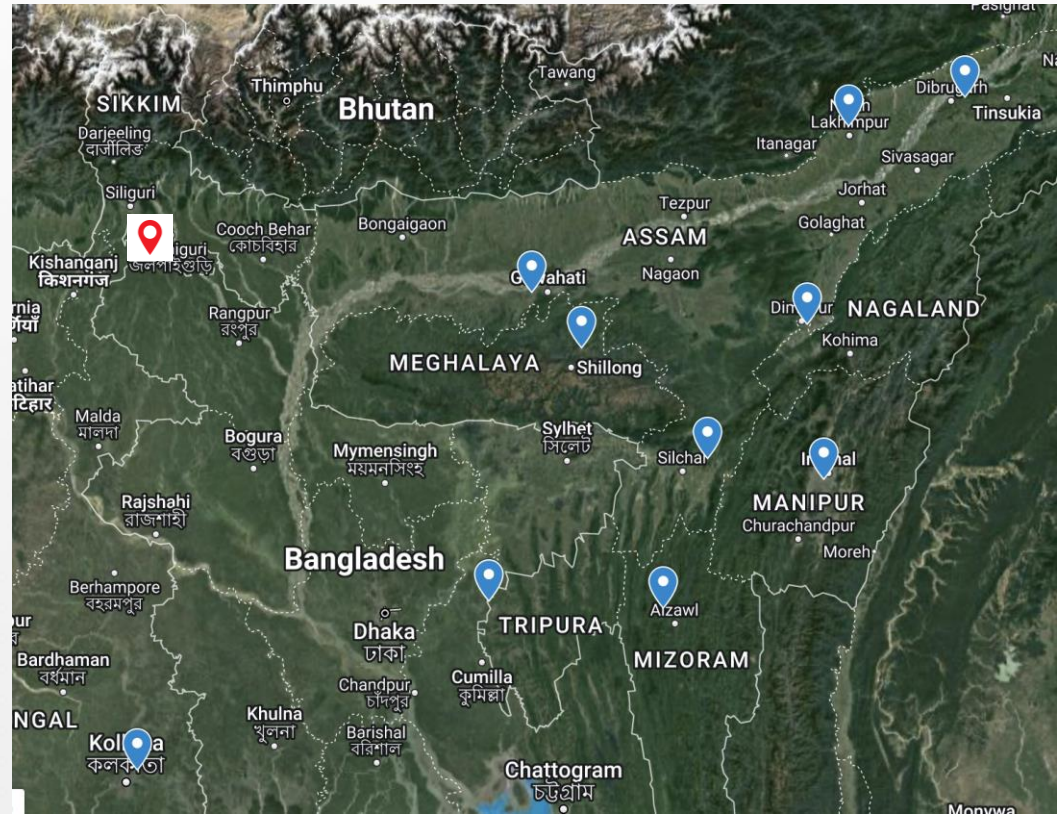 Pasighat
Tawang
Thimphu
SIKKIM
Bhutan
Dibrugarh
Tinsukia
Lakhimpur
Darjeeling
Itanagar
Sivasagar
Siliguri
Jorhat
Tezpur
Cooch Behar
কোচবিহার
Bongaigaon
Golaghat
ASSAM
জলপাইগুড়ি
Kishanganj
किशनगंज
Nagaon
NAGALAND
Rangpur
রংপুর
Kohima
MEGHALAYA
Shillong
Malda
মালদা
Bogura
বগুড়া
Mymensingh
ময়মনসিংহ
Sylhet
সিলেট
Silchar
MANIPUR
Rajshahi
রাজশাহী
Churachandpur
Moreh
Bangladesh
Berhampore
বহরমপুর
Aizawl
Dhaka
ঢাকা
TRIPURA
MIZORAM
Bardhaman
বর্ধমান
Cumilla
কুমিল্লা
Chandpur
চাঁদপুর
NGAL
Khulna
খুলনা
Barishal
বরিশাল
Chattogram
চট্টগ্রাম
Monywa